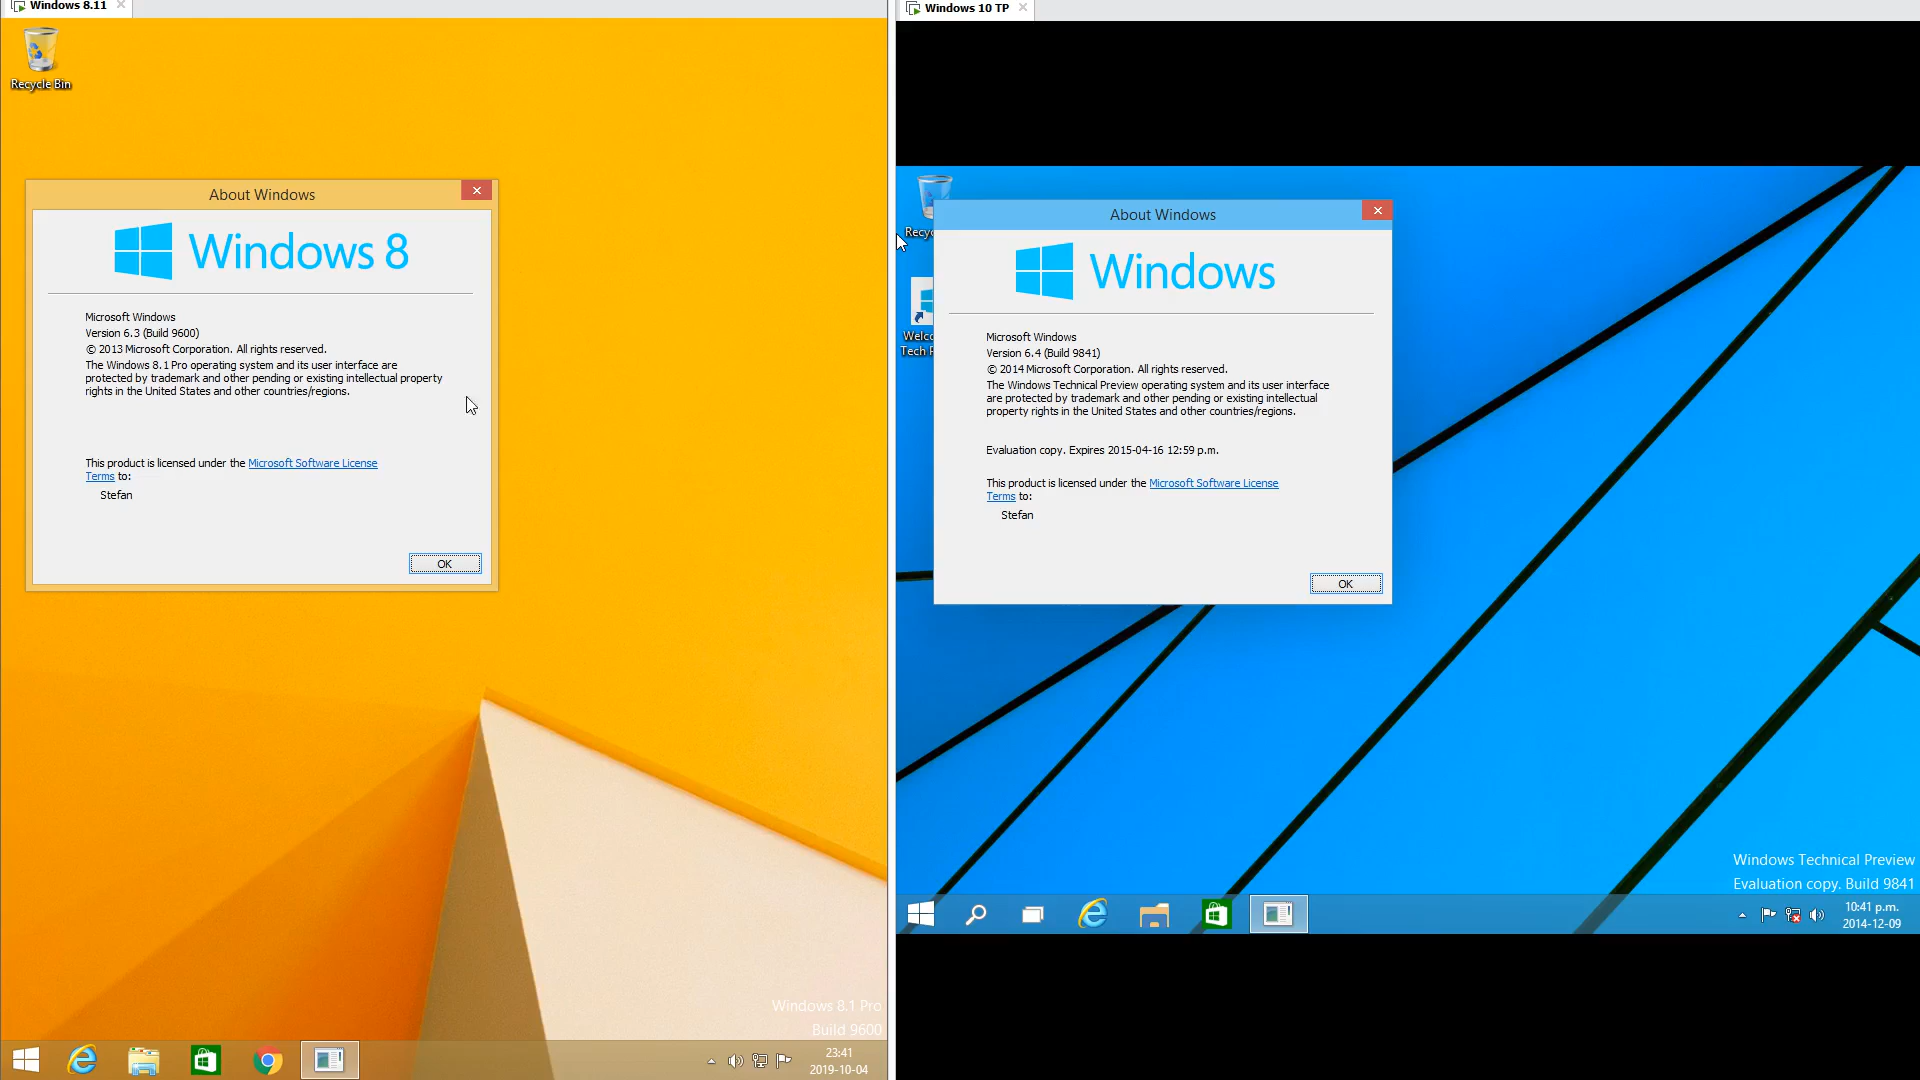 Windows 8.11
Recycle Bin
About Windows
Windows 8
Microsoft Windows
Version 6.3 (Build 9600)
© 2013 Microsoft Corporation. All rights reserved.
The Windows 8.1 Pro operating system and its user interface are
protected by trademark and other pending or existing intellectual property
rights in the United States and other countries/regions.
This product is licensed under the Microsoft Software License
Terms to:
Stefan
OK
Windows 8.1 Pro
Build 9600
23:41
2019-10-04
Windows 10 TP
Recyc
Welco
Tech P
About Windows
Windows
Microsoft Windows
Version 6.4 (Build 9841)
© 2014 Microsoft Corporation. All rights reserved.
The Windows Technical Preview operating system and its user interface
are protected by trademark and other pending or existing intellectual
property rights in the United States and other countries/regions.
Evaluation copy. Expires 2015-04-16 12:59 p.m.
This product is licensed under the Microsoft Software License
Terms to:
Stefan
OK
Windows Technical Preview
Evaluation copy. Build 9841
10:41 p.m.
2014-12-09